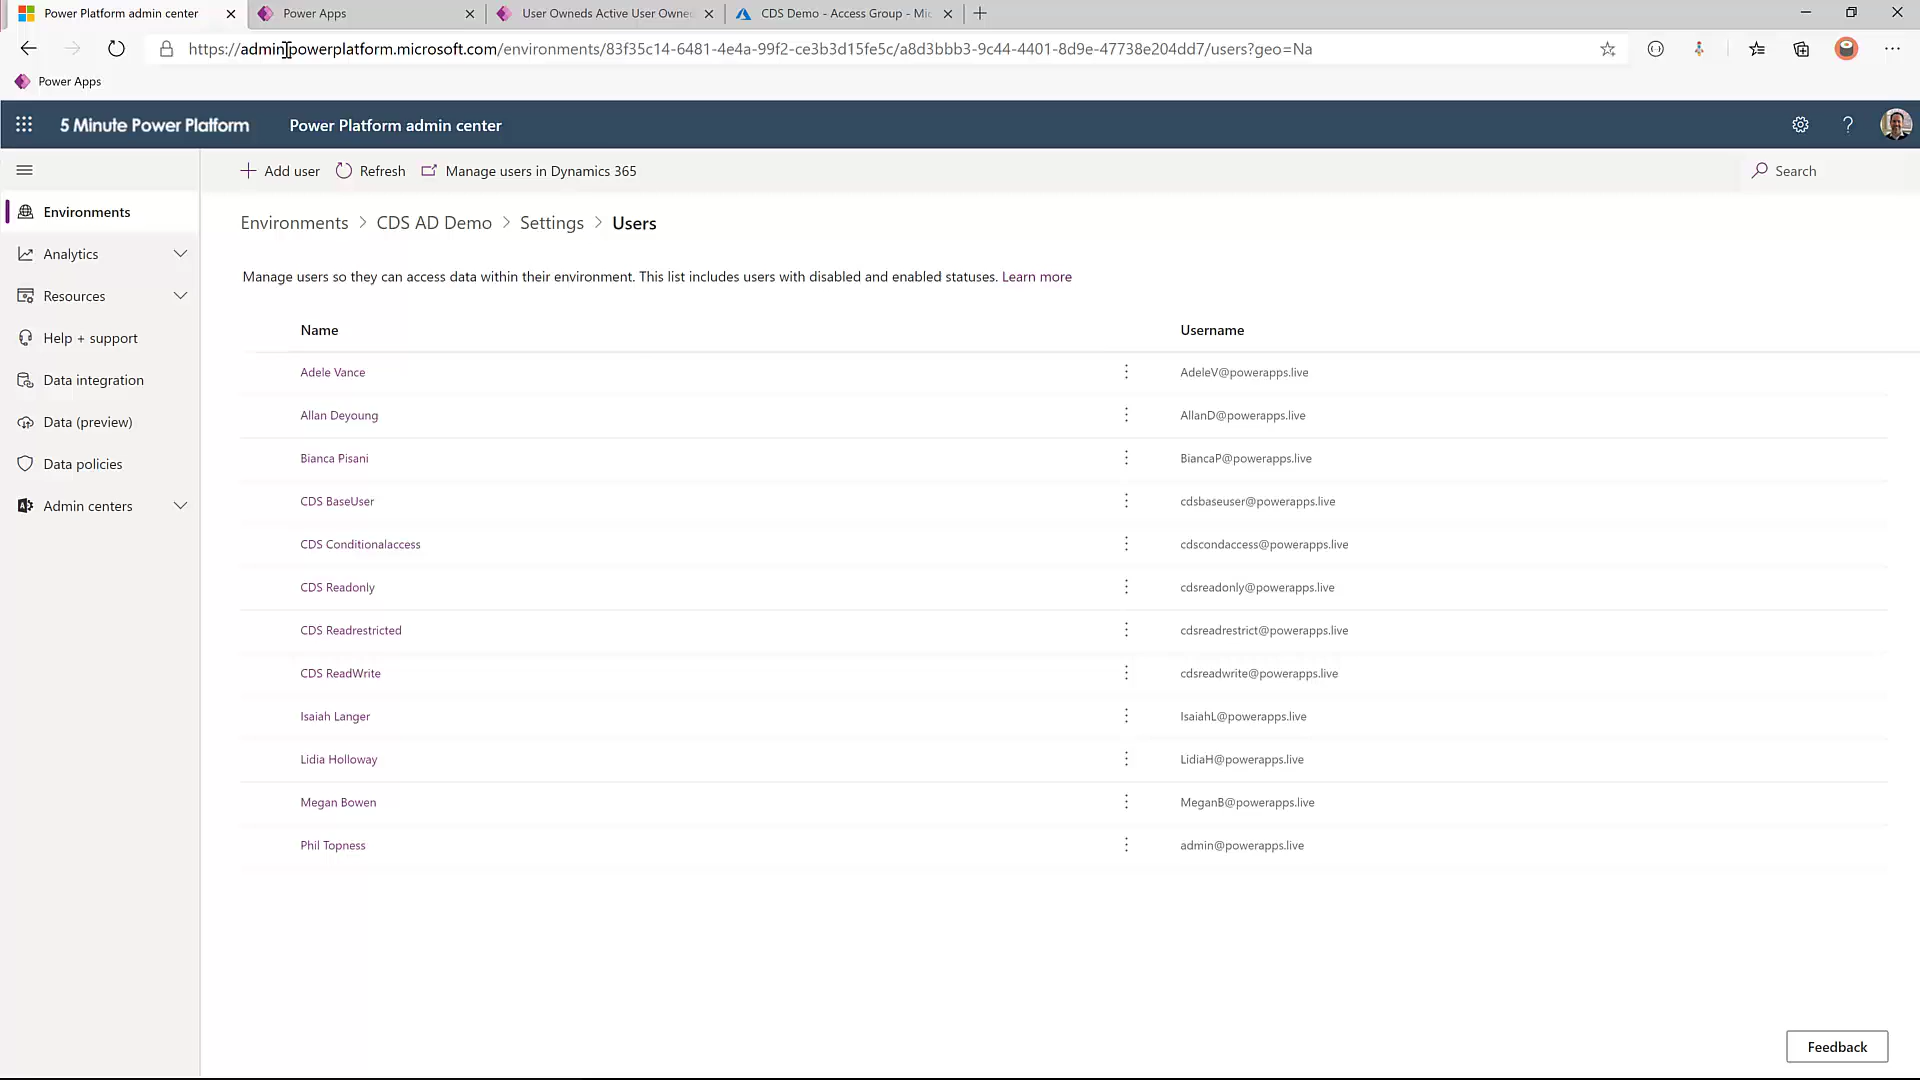 Power Platform admin center
Power Apps
User Owneds Active User Owned
CDS Demo - Access Group - Mic
https://admin.powerplatform.microsoft.com/environments/83f35c14-6481-4e4a-99f2-ce3b3d15fe5c/a8d3bbb3-9c44-4401-8d9e-47738e204dd7/users?geo=Na
Power Apps
5 Minute Power Platform
Power Platform admin center
Add user
Refresh
Manage users in Dynamics 365
Search
Environments
Analytics
Resources
Help + support
Data integration
Data (preview)
Data policies
Admin centers
Environments > CDS AD Demo > Settings > Users
Manage users so they can access data within their environment. This list includes users with disabled and enabled statuses. Learn more
Name Username
Adele Vance AdeleV@powerapps.live
Allan Deyoung AllanD@powerapps.live
Bianca Pisani BiancaP@powerapps.live
CDS BaseUser cdsbaseuser@powerapps.live
CDS Conditionalaccess cdscondaccess@powerapps.live
CDS Readonly cdsreadonly@powerapps.live
CDS Readrestricted cdsreadrestrict@powerapps.live
CDS ReadWrite cdsreadwrite@powerapps.live
Isaiah Langer IsaiahL@powerapps.live
Lidia Holloway LidiaH@powerapps.live
Megan Bowen MeganB@powerapps.live
Phil Topness admin@powerapps.live
Feedback